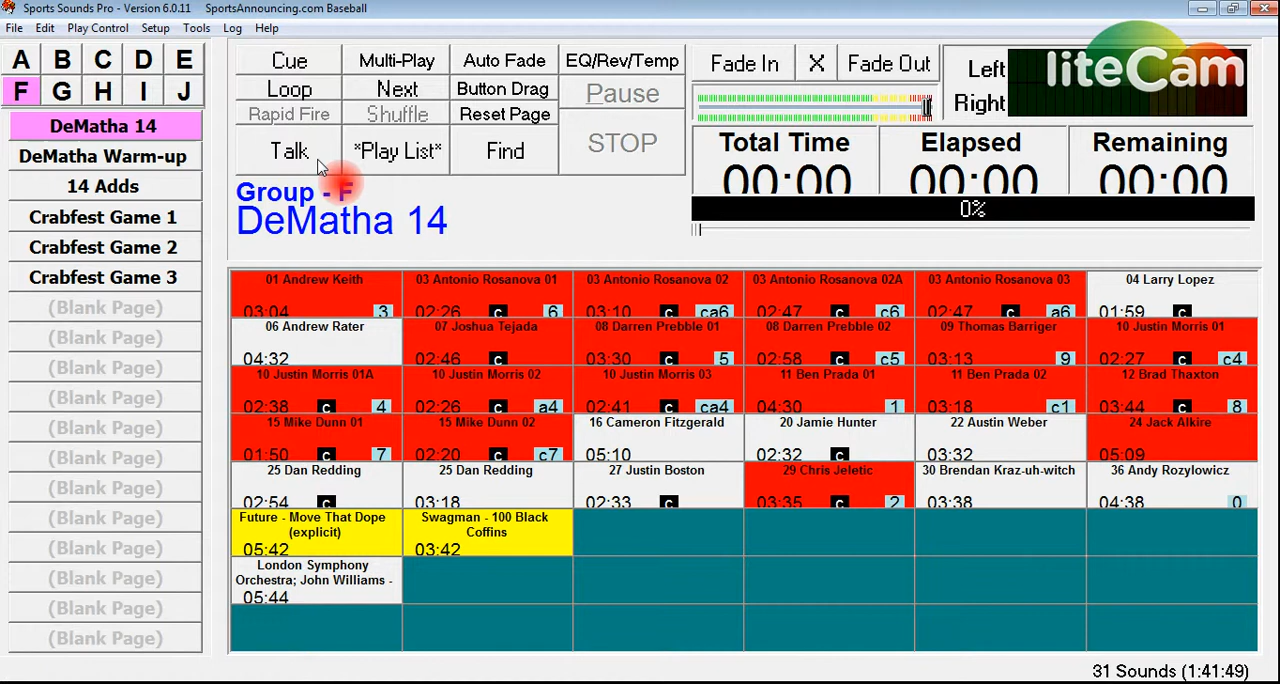 Sports Sounds Pro - Version 6.0.11 SportsAnnouncing.com Baseball
File Edit Play Control Setup Tools Log Help
A B C D E
F G H I J
DeMatha 14
DeMatha Warm-up
14 Adds
Crabfest Game 1
Crabfest Game 2
Crabfest Game 3
(Blank Page)
(Blank Page)
(Blank Page)
(Blank Page)
(Blank Page)
(Blank Page)
(Blank Page)
(Blank Page)
(Blank Page)
(Blank Page)
(Blank Page)
(Blank Page)
Cue Multi-Play Auto Fade EQ/Rev/Temp
Loop Next Button Drag Pause
Rapid Fire Shuffle Reset Page
Talk *Play List* Find STOP
Group - F
DeMatha 14
Fade In X Fade Out
Left
Right
liteCam
Total Time Elapsed Remaining
00:00 00:00 00:00
0%
01 Andrew Keith 03 Antonio Rosanova 01 03 Antonio Rosanova 02 03 Antonio Rosanova 02A 03 Antonio Rosanova 03 04 Larry Lopez
03:04 3 02:26 C 6 03:10 C ca6 02:47 C c6 02:47 C a6 01:59 C
06 Andrew Rater 07 Joshua Tejada 08 Darren Prebble 01 08 Darren Prebble 02 09 Thomas Barriger 10 Justin Morris 01
04:32 02:46 C 03:30 C 5 02:58 C c5 03:13 9 02:27 C c4
10 Justin Morris 01A 10 Justin Morris 02 10 Justin Morris 03 11 Ben Prada 01 11 Ben Prada 02 12 Brad Thaxton
02:38 C 4 02:26 C a4 02:41 C ca4 04:30 1 03:18 c1 03:44 C 8
15 Mike Dunn 01 15 Mike Dunn 02 16 Cameron Fitzgerald 20 Jamie Hunter 22 Austin Weber 24 Jack Alkire
01:50 C 7 02:20 C c7 05:10 02:32 C 03:32 05:09
25 Dan Redding 25 Dan Redding 27 Justin Boston 29 Chris Jeletic 30 Brendan Kraz-uh-witch 36 Andy Rozylowicz
02:54 C 03:18 02:33 C 03:35 C 2 03:38 04:38 0
Future - Move That Dope Swagman - 100 Black
(explicit) Coffins
05:42 03:42
London Symphony
Orchestra; John Williams -
05:44
31 Sounds (1:41:49)